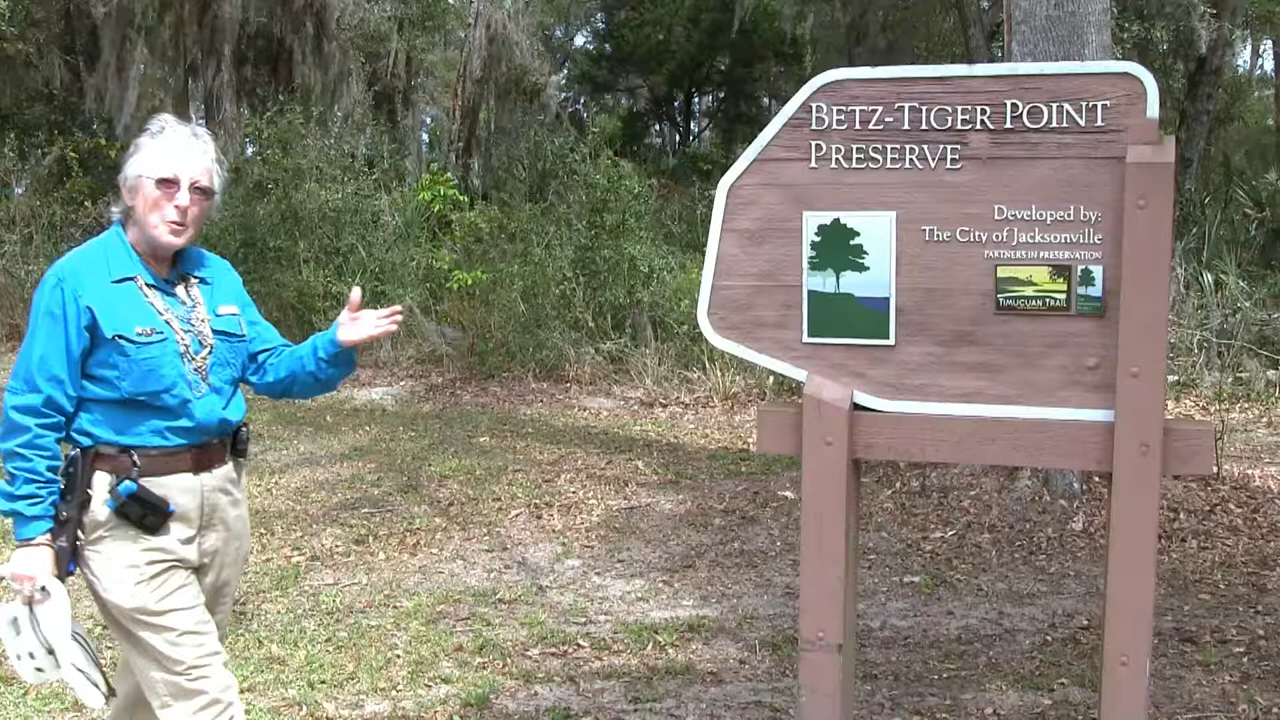 BETZ-TIGER POINT
PRESERVE
Developed by:
The City of Jacksonville
PARTNERS IN PRESERVATION
TIMUCUAN TRAIL